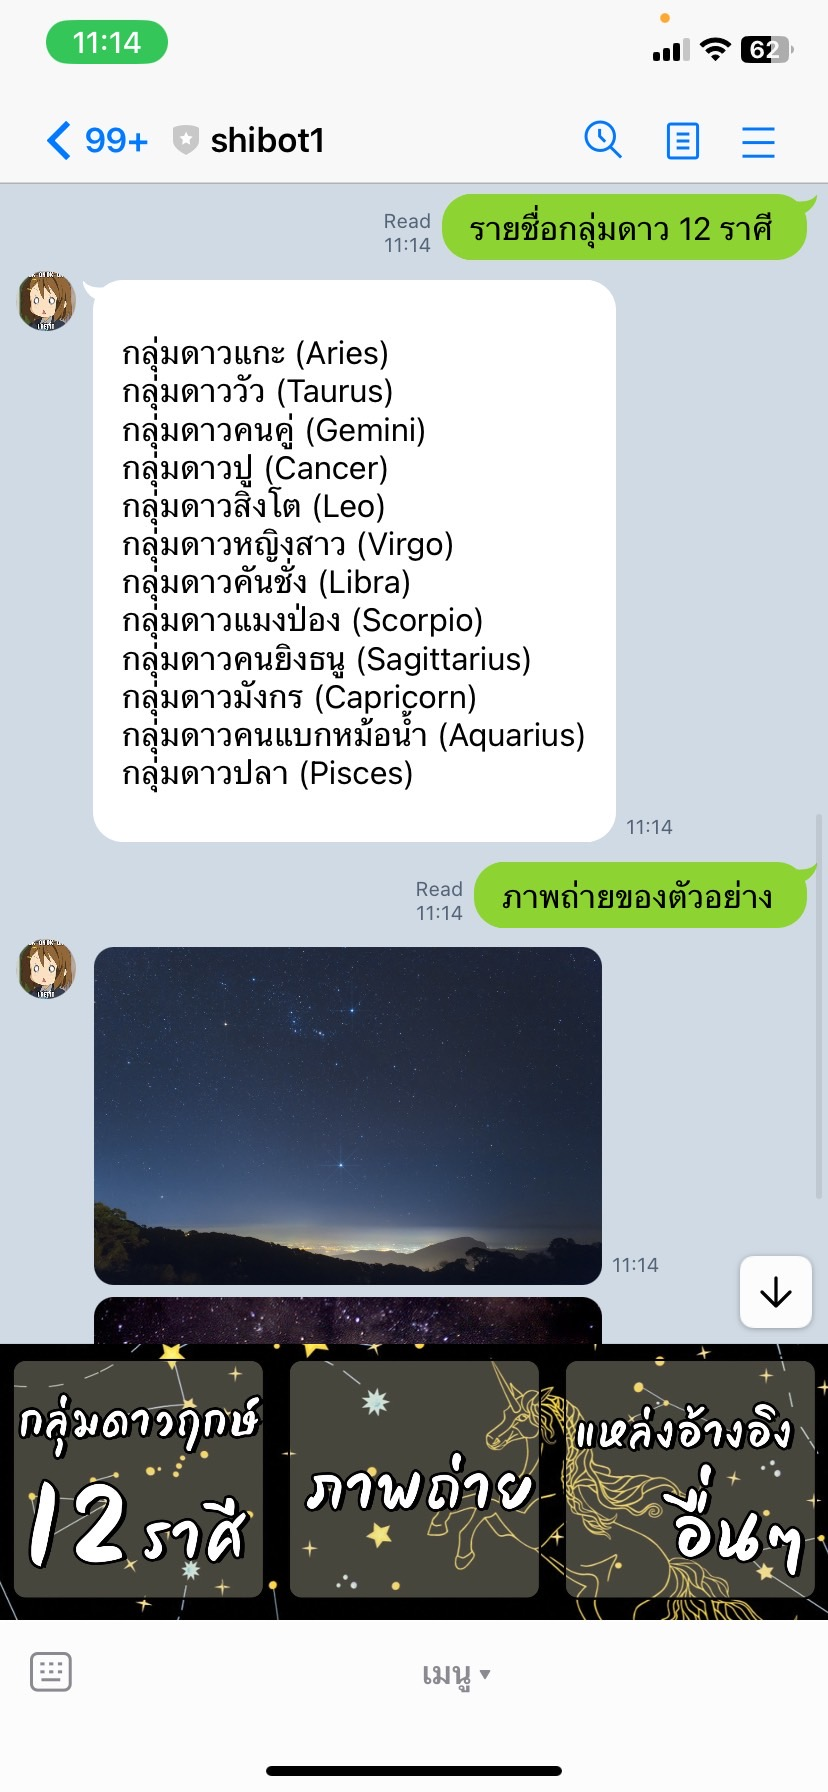 11:14
62
99+
shibot1
Read
11:14
รายชื่อกลุ่มดาว 12 ราศี
กลุ่มดาวแกะ (Aries)
กลุ่มดาววัว (Taurus)
กลุ่มดาวคนคู่ (Gemini)
กลุ่มดาวปู (Cancer)
กลุ่มดาวสิงโต (Leo)
กลุ่มดาวหญิงสาว (Virgo)
กลุ่มดาวคันชั่ง (Libra)
กลุ่มดาวแมงป่อง (Scorpio)
กลุ่มดาวคนยิงธนู (Sagittarius)
กลุ่มดาวมังกร (Capricorn)
กลุ่มดาวคนแบกหม้อน้ำ (Aquarius)
กลุ่มดาวปลา (Pisces)
11:14
Read
11:14
ภาพถ่ายของตัวอย่าง
11:14
กลุ่มดาวฤกษ์
12 ราศี
ภาพถ่าย
แหล่งอ้างอิง
อื่นๆ
เมนู